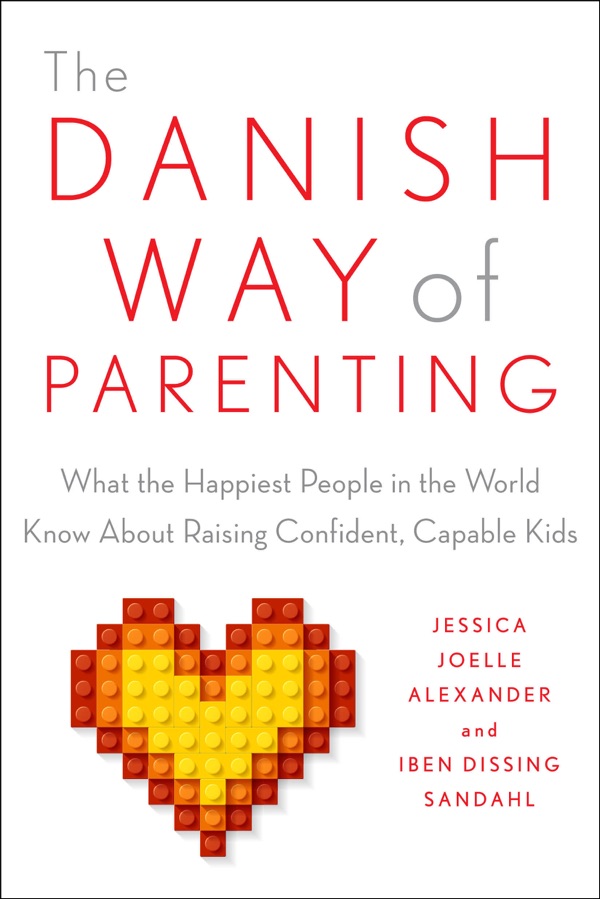 The
DANISH
WAY of
PARENTING
What the Happiest People in the World
Know About Raising Confident, Capable Kids
JESSICA
JOELLE
ALEXANDER
and
IBEN DISSING
SANDAHL